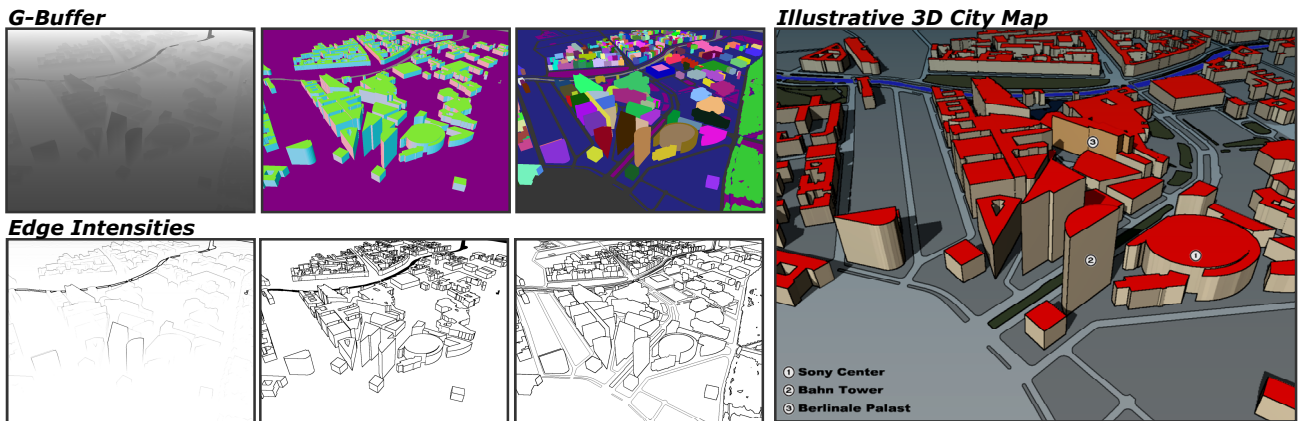 G-Buffer
Illustrative 3D City Map
Edge Intensities
3
1
2
1 Sony Center
2 Bahn Tower
3 Berlinale Palast